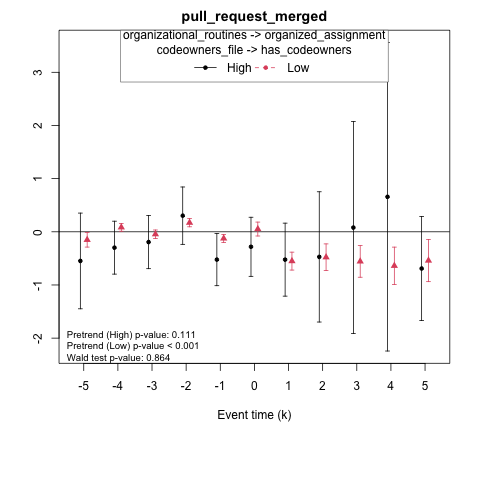 pull_request_merged
organizational_routines -> organized_assignment
codeowners_file -> has_codeowners
High Low
3
2
1
0
-1
-2
Pretrend (High) p-value: 0.111
Pretrend (Low) p-value < 0.001
Wald test p-value: 0.864
-5 -4 -3 -2 -1 0 1 2 3 4 5
Event time (k)